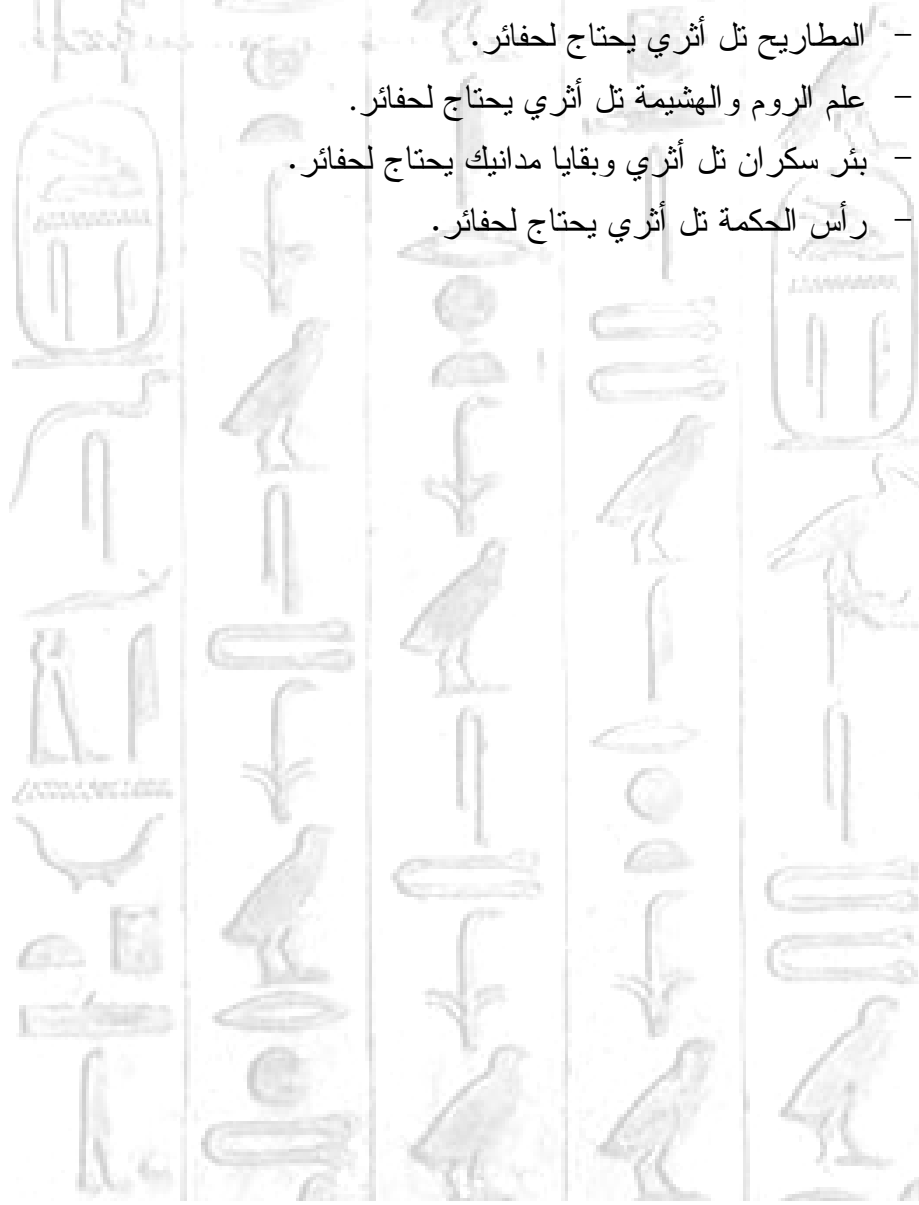 - المطاريح تل أثري يحتاج لحفائر.
- علم الروم والهشيمة تل أثري يحتاج لحفائر.
- بئر سكران تل أثري وبقايا مدانيك يحتاج لحفائر.
- رأس الحكمة تل أثري يحتاج لحفائر.